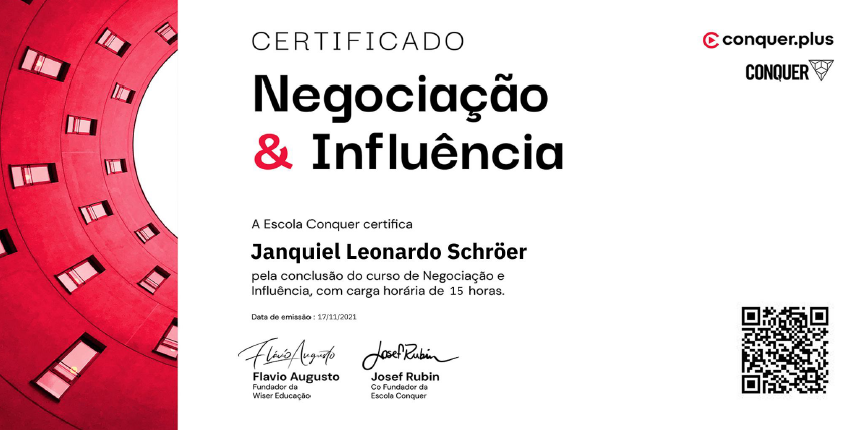 CERTIFICADO
Negociação
& Influência
conquer.plus
CONQUER
A Escola Conquer certifica
Janquiel Leonardo Schröer
pela conclusão do curso de Negociação e
Influência, com carga horária de 15 horas.
Data de emissão : 17/11/2021
Flávio Augusto
Josef Rubin
Flavio Augusto
Fundador da
Wiser Educação
Josef Rubin
Co Fundador da
Escola Conquer